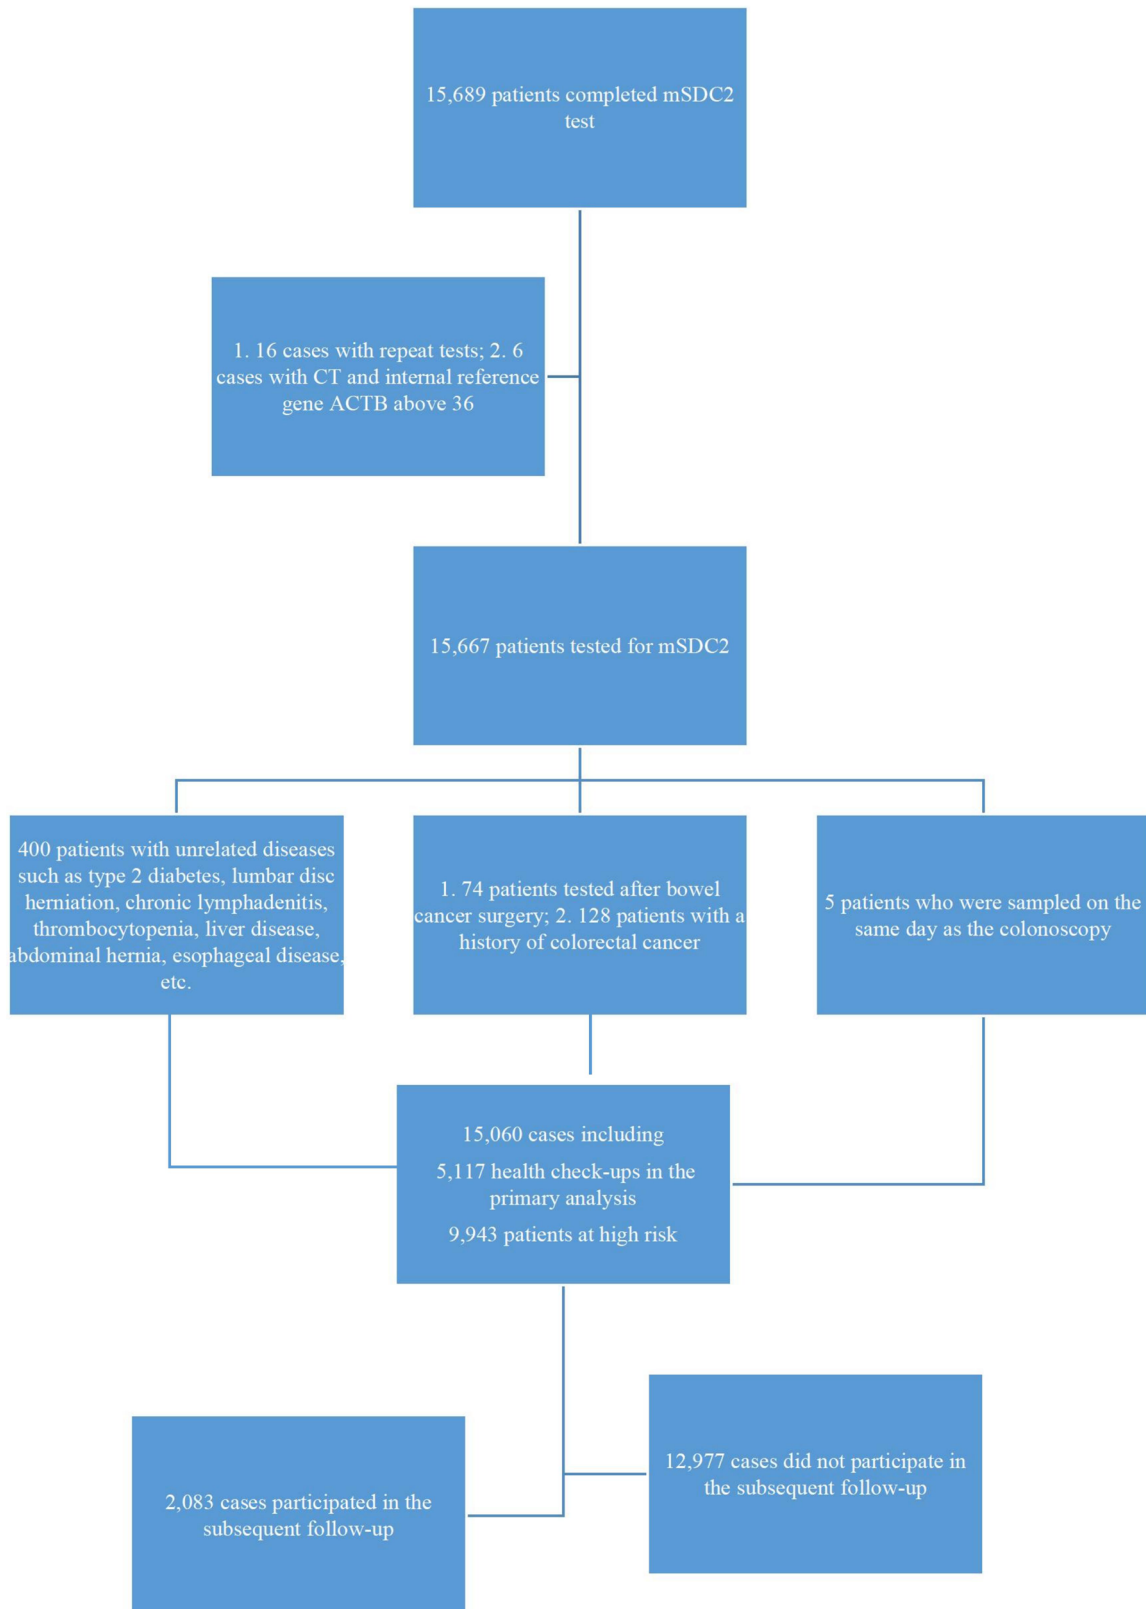 15,689 patients completed mSDC2
test
1. 16 cases with repeat tests; 2. 6
cases with CT and internal reference
gene ACTB above 36
15,667 patients tested for mSDC2
400 patients with unrelated diseases
such as type 2 diabetes, lumbar disc
herniation, chronic lymphadenitis,
thrombocytopenia, liver disease,
abdominal hernia, esophageal disease,
etc.
1. 74 patients tested after bowel
cancer surgery; 2. 128 patients with a
history of colorectal cancer
5 patients who were sampled on the
same day as the colonoscopy
15,060 cases including
5,117 health check-ups in the
primary analysis
9,943 patients at high risk
2,083 cases participated in the
subsequent follow-up
12,977 cases did not participate in
the subsequent follow-up